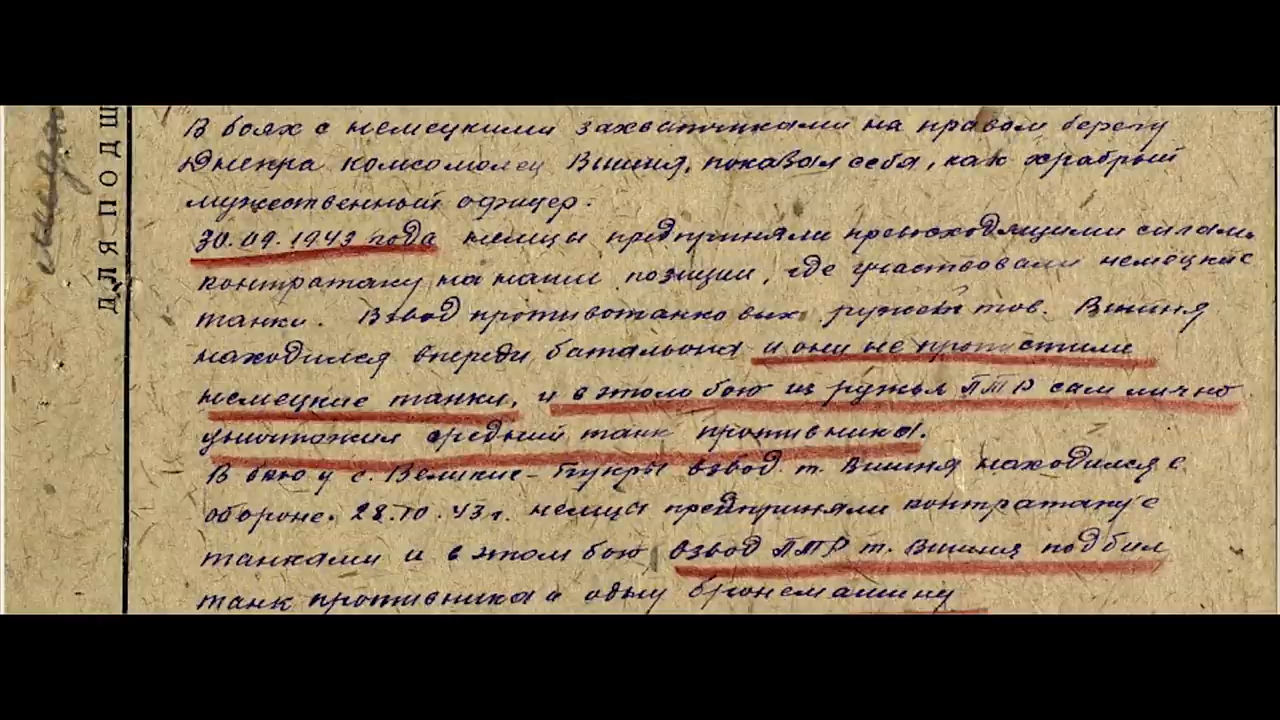 ДЛЯ ПОДШ
В боях с немецкими захватчиками на правом берегу
Днепра комсомолец Вишня, показал себя, как храбрый
мужественный офицер.
30.09.1943 года немцы предприняли превосходящими силами
контратаку на наши позиции, где участвовали немецкие
танки. Взвод противотанковых ружей тов. Вишня
находился впереди батальона и они не пропустили
немецкие танки, и в этом бою из ружья ПТР сам лично
уничтожил средний танк противника.
В бою у с. Великие-Букры взвод т. Вишня находился в
обороне. 28.10.43г. немцы предприняли контратаку с
танками и в этом бою взвод ПТР т. Вишня подбил
танк противника и одну бронемашину